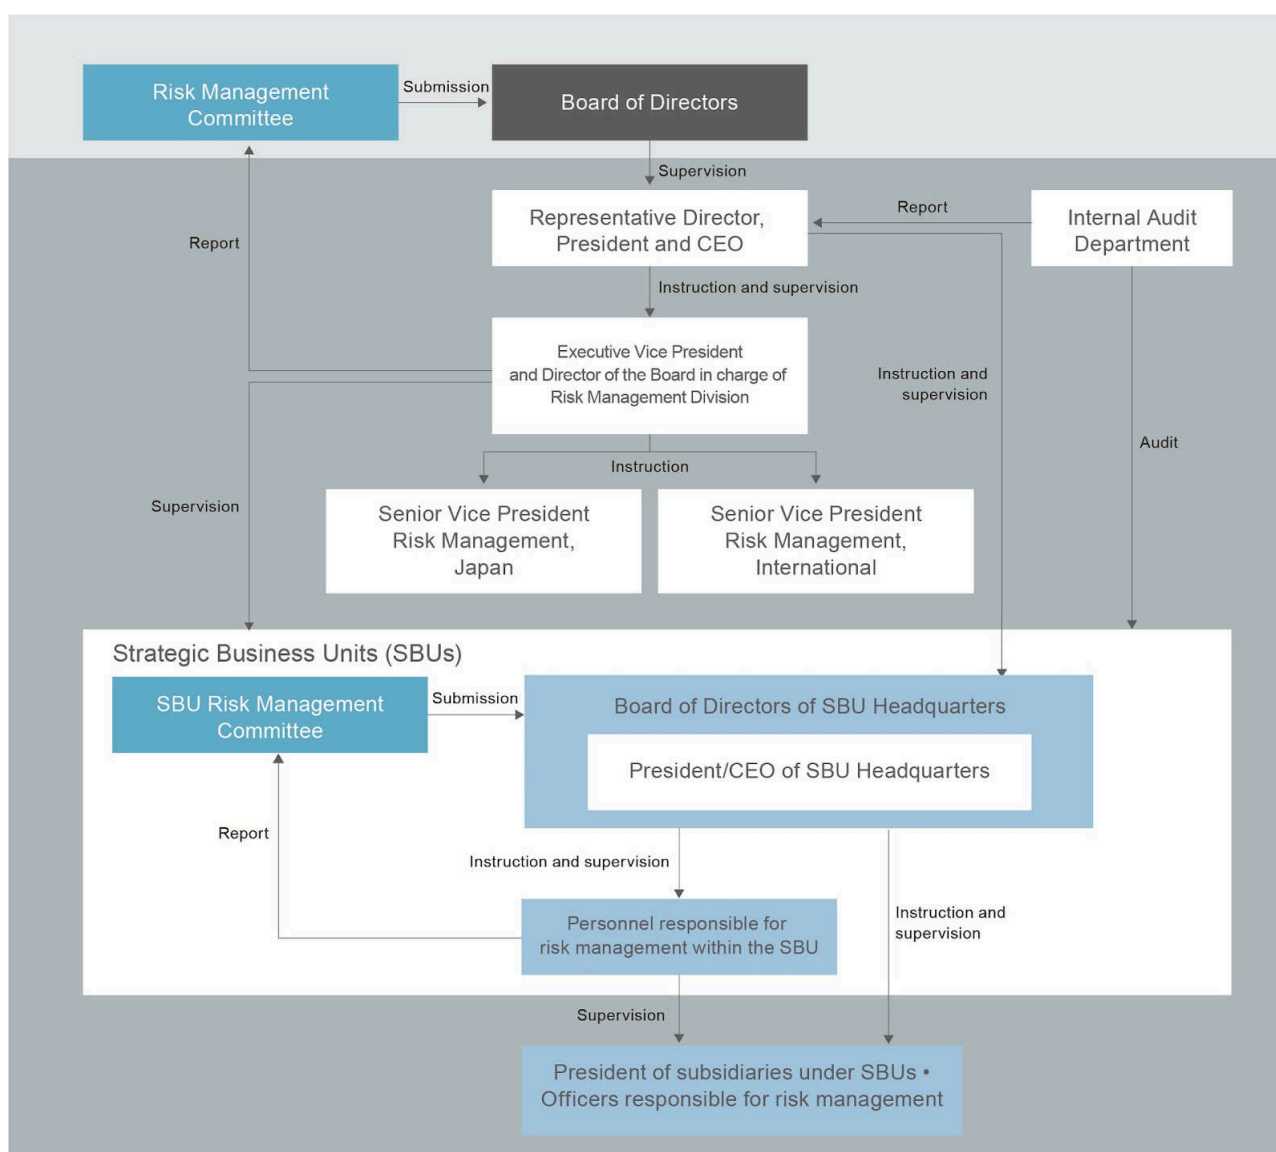 Risk Management
Committee
Submission
Board of Directors
Supervision
Report
Representative Director,
President and CEO
Report
Internal Audit
Department
Instruction and supervision
Executive Vice President
and Director of the Board in charge of
Risk Management Division
Instruction and
supervision
Audit
Instruction
Supervision
Senior Vice President
Risk Management,
Japan
Senior Vice President
Risk Management,
International
Strategic Business Units (SBUs)
SBU Risk Management
Committee
Submission
Board of Directors of SBU Headquarters
President/CEO of SBU Headquarters
Report
Instruction and supervision
Personnel responsible for
risk management within the SBU
Instruction and
supervision
Supervision
President of subsidiaries under SBUs •
Officers responsible for risk management